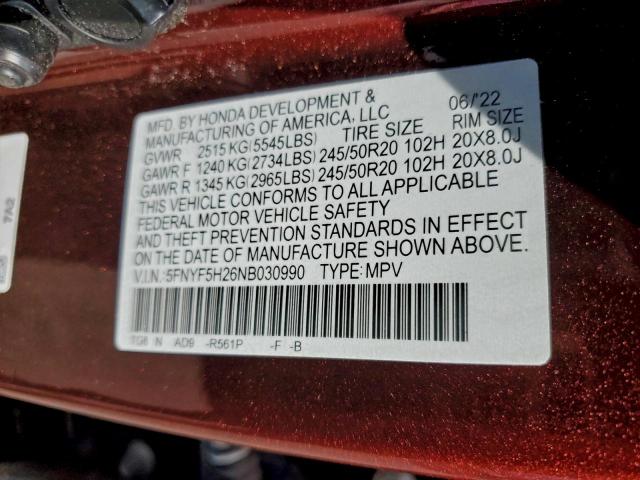 MFD. BY HONDA DEVELOPMENT & 06/'22
MANUFACTURING OF AMERICA, LLC RIM SIZE
GVWR 2515 KG(5545LBS) TIRE SIZE
GAWR F 1240 KG(2734LBS) 245/50R20 102H 20X8.0J
GAWR R 1345 KG(2965LBS) 245/50R20 102H 20X8.0J
THIS VEHICLE CONFORMS TO ALL APPLICABLE
FEDERAL MOTOR VEHICLE SAFETY
AND THEFT PREVENTION STANDARDS IN EFFECT
ON THE DATE OF MANUFACTURE SHOWN ABOVE.
V.I.N.:5FNYF5H26NB030990 TYPE:MPV
TG8 N AD9 -R561P -F -B
7A2